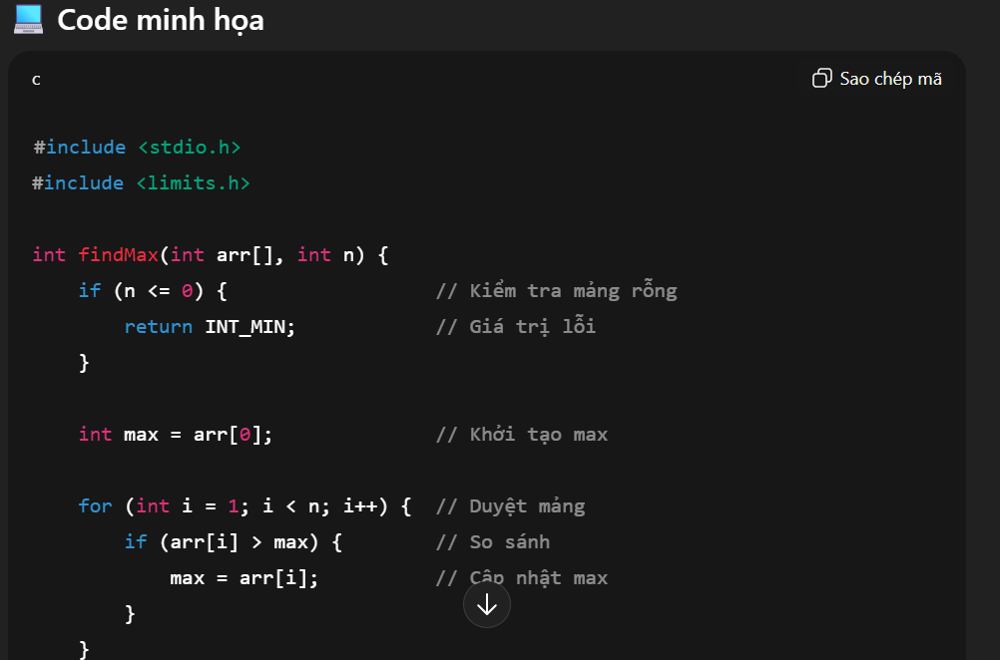 💻 Code minh họa
c
Sao chép mã
#include <stdio.h>
#include <limits.h>
int findMax(int arr[], int n) {
    if (n <= 0) {                  // Kiểm tra mảng rỗng
        return INT_MIN;            // Giá trị lỗi
    }
    int max = arr[0];              // Khởi tạo max
    for (int i = 1; i < n; i++) {  // Duyệt mảng
        if (arr[i] > max) {        // So sánh
            max = arr[i];          // Cập nhật max
        }
    }